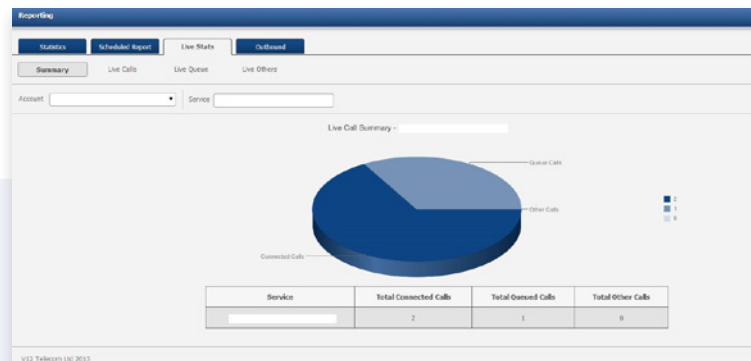 Reporting
Statistics Scheduled Report Live Stats Outbound
Summary Live Calls Live Queue Live Others
Account Service
Live Call Summary -
Queue Calls
2
Other Calls
1
0
Connected Calls
Service Total Connected Calls Total Queued Calls Total Other Calls
2 1 0
Telecom Ltd 2013